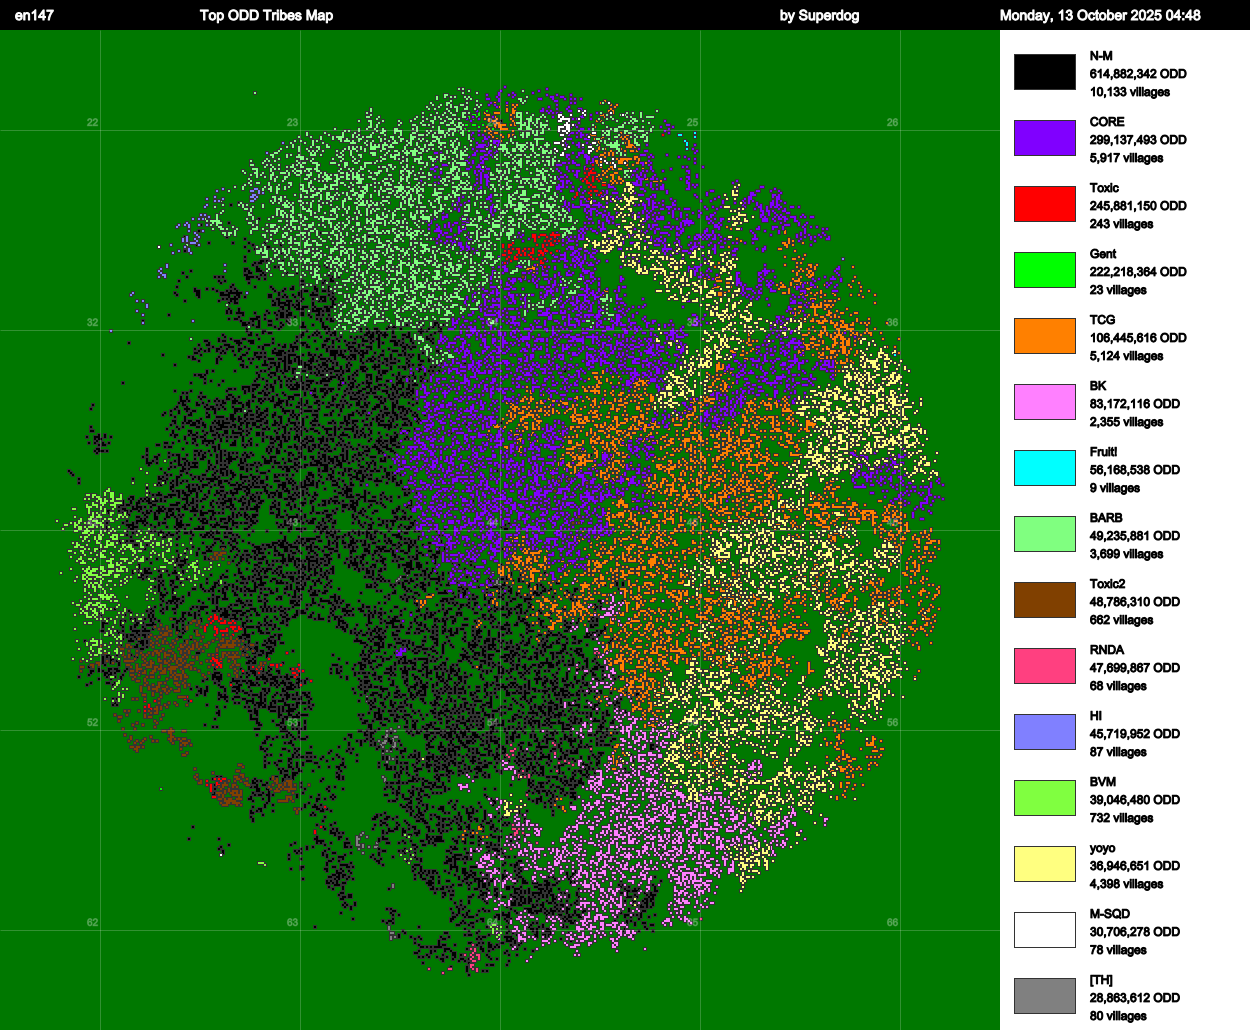 en147 Top ODD Tribes Map by Superdog Monday, 13 October 2025 04:48
N-M
614,882,342 ODD
10,133 villages
CORE
299,137,493 ODD
5,917 villages
Toxic
245,881,150 ODD
243 villages
Gent
222,218,364 ODD
23 villages
TCG
106,445,616 ODD
5,124 villages
BK
83,172,116 ODD
2,355 villages
Fruit!
56,168,538 ODD
9 villages
BARB
49,235,881 ODD
3,699 villages
Toxic2
48,786,310 ODD
662 villages
RNDA
47,699,867 ODD
68 villages
HI
45,719,952 ODD
87 villages
BVM
39,046,480 ODD
732 villages
yoyo
36,946,651 ODD
4,398 villages
M-SQD
30,706,278 ODD
78 villages
[TH]
28,863,612 ODD
80 villages
22 23 25 26
32 33 34 35 36
43 44
52 53 54 56
62 63 64 65 66